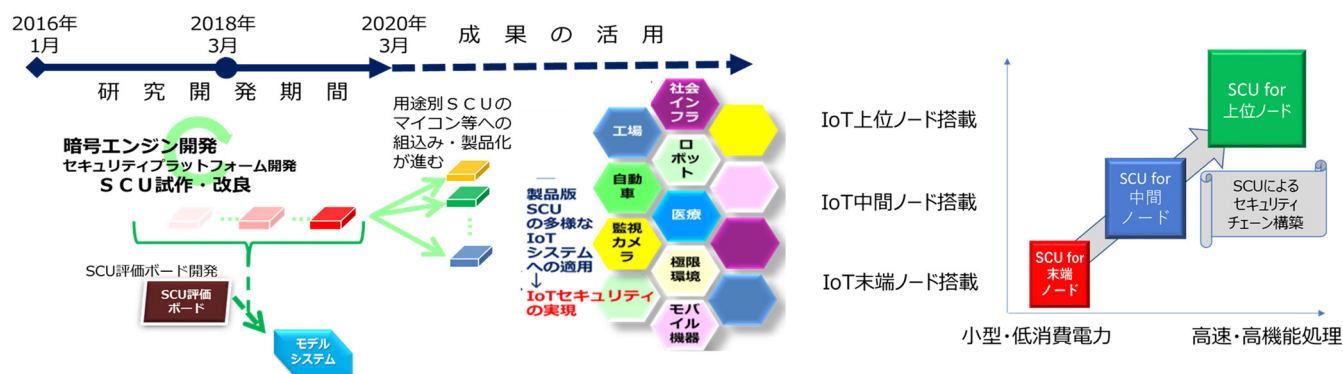 2016年
1月
2018年
3月
2020年
3月
成果の活用
研究開発期間
暗号エンジン開発
セキュリティプラットフォーム開発
SCU試作・改良
用途別SCUの
マイコン等への
組込み・製品化
が進む
SCU評価ボード開発
SCU評価
ボード
モデル
システム
製品版
SCU
の多様な
IoT
システム
への適用
↓
IoTセキュリティ
の実現
社会
イン
フラ
工場
ロ
ボッ
ト
自動
車
医療
監視
カメ
ラ
極限
環境
モバ
イル
機器
IoT上位ノード搭載
IoT中間ノード搭載
IoT末端ノード搭載
SCU for
上位ノード
SCU for
中間
ノード
SCU for
末端
ノード
SCUによる
セキュリティ
チェーン構築
小型・低消費電力
高速・高機能処理